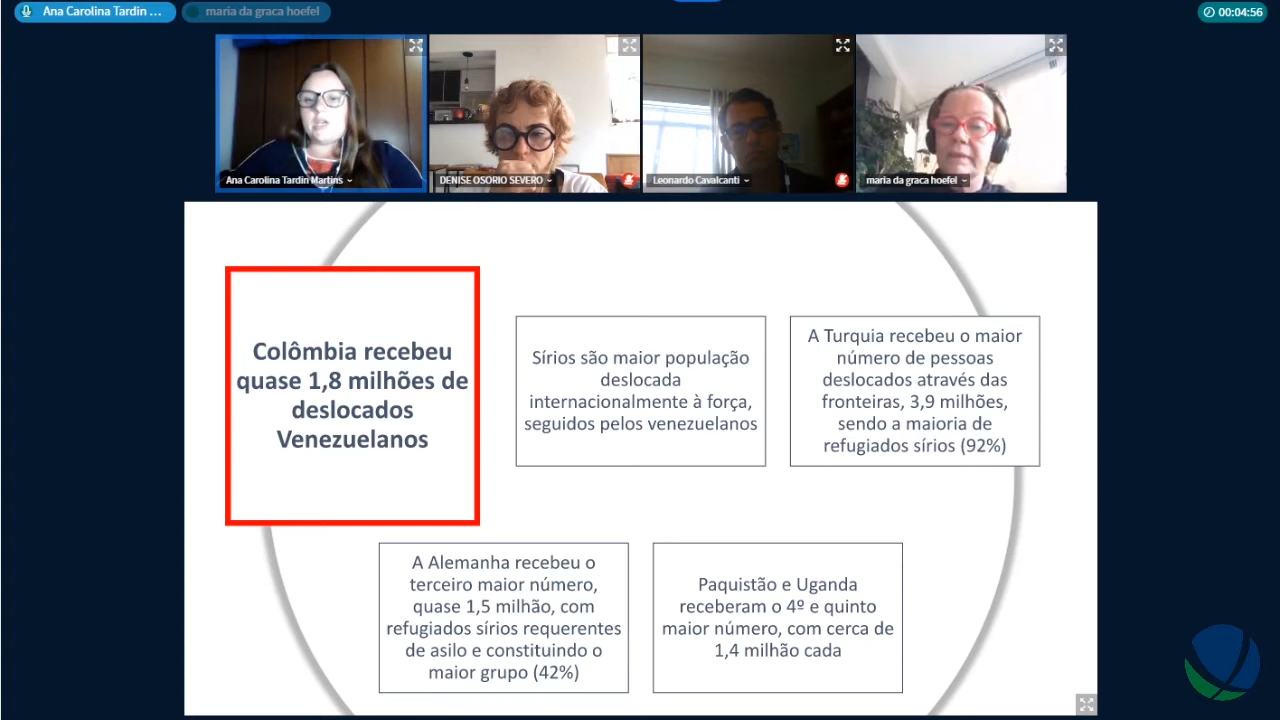 Ana Carolina Tardin ...
maria da graca hoefel
00:04:56
Ana Carolina Tardin Martins
DENISE OSORIO SEVERO
Leonardo Cavalcanti
maria da graca hoefel
Colômbia recebeu
quase 1,8 milhões de
deslocados
Venezuelanos
Sírios são maior população
deslocada
internacionalmente à força,
seguidos pelos venezuelanos
A Turquia recebeu o maior
número de pessoas
deslocados através das
fronteiras, 3,9 milhões,
sendo a maioria de
refugiados sírios (92%)
A Alemanha recebeu o
terceiro maior número,
quase 1,5 milhão, com
refugiados sírios requerentes
de asilo e constituindo o
maior grupo (42%)
Paquistão e Uganda
receberam o 4º e quinto
maior número, com cerca de
1,4 milhão cada